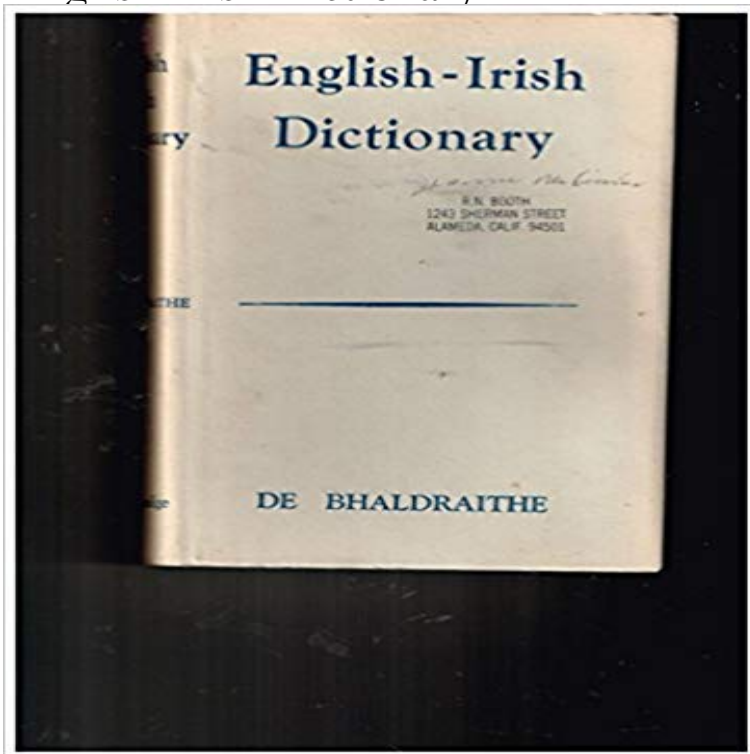 English-Irish
Dictionary
R.N. BOOTH
1243 SHERMAN STREET
ALAMEDA, CALIF. 94501
DE BHALDRAITHE